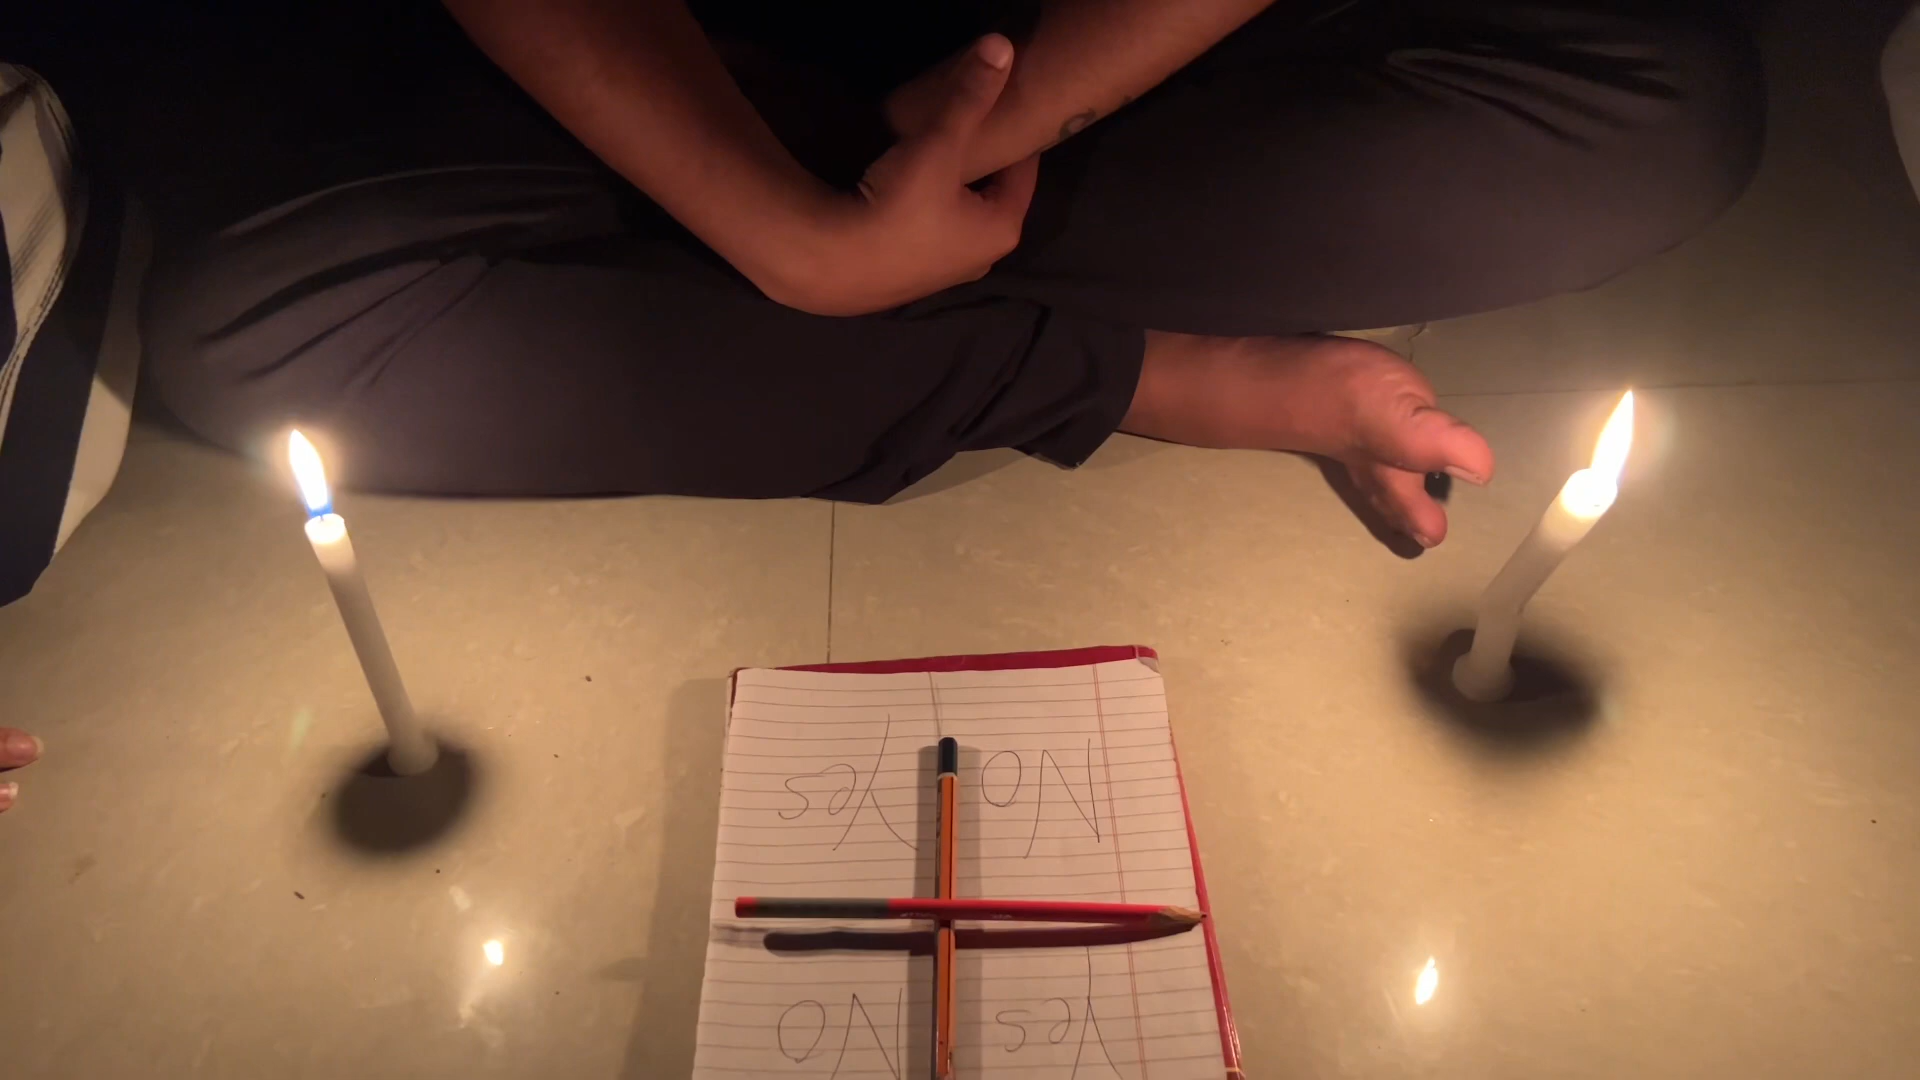 Yes No
No Yes